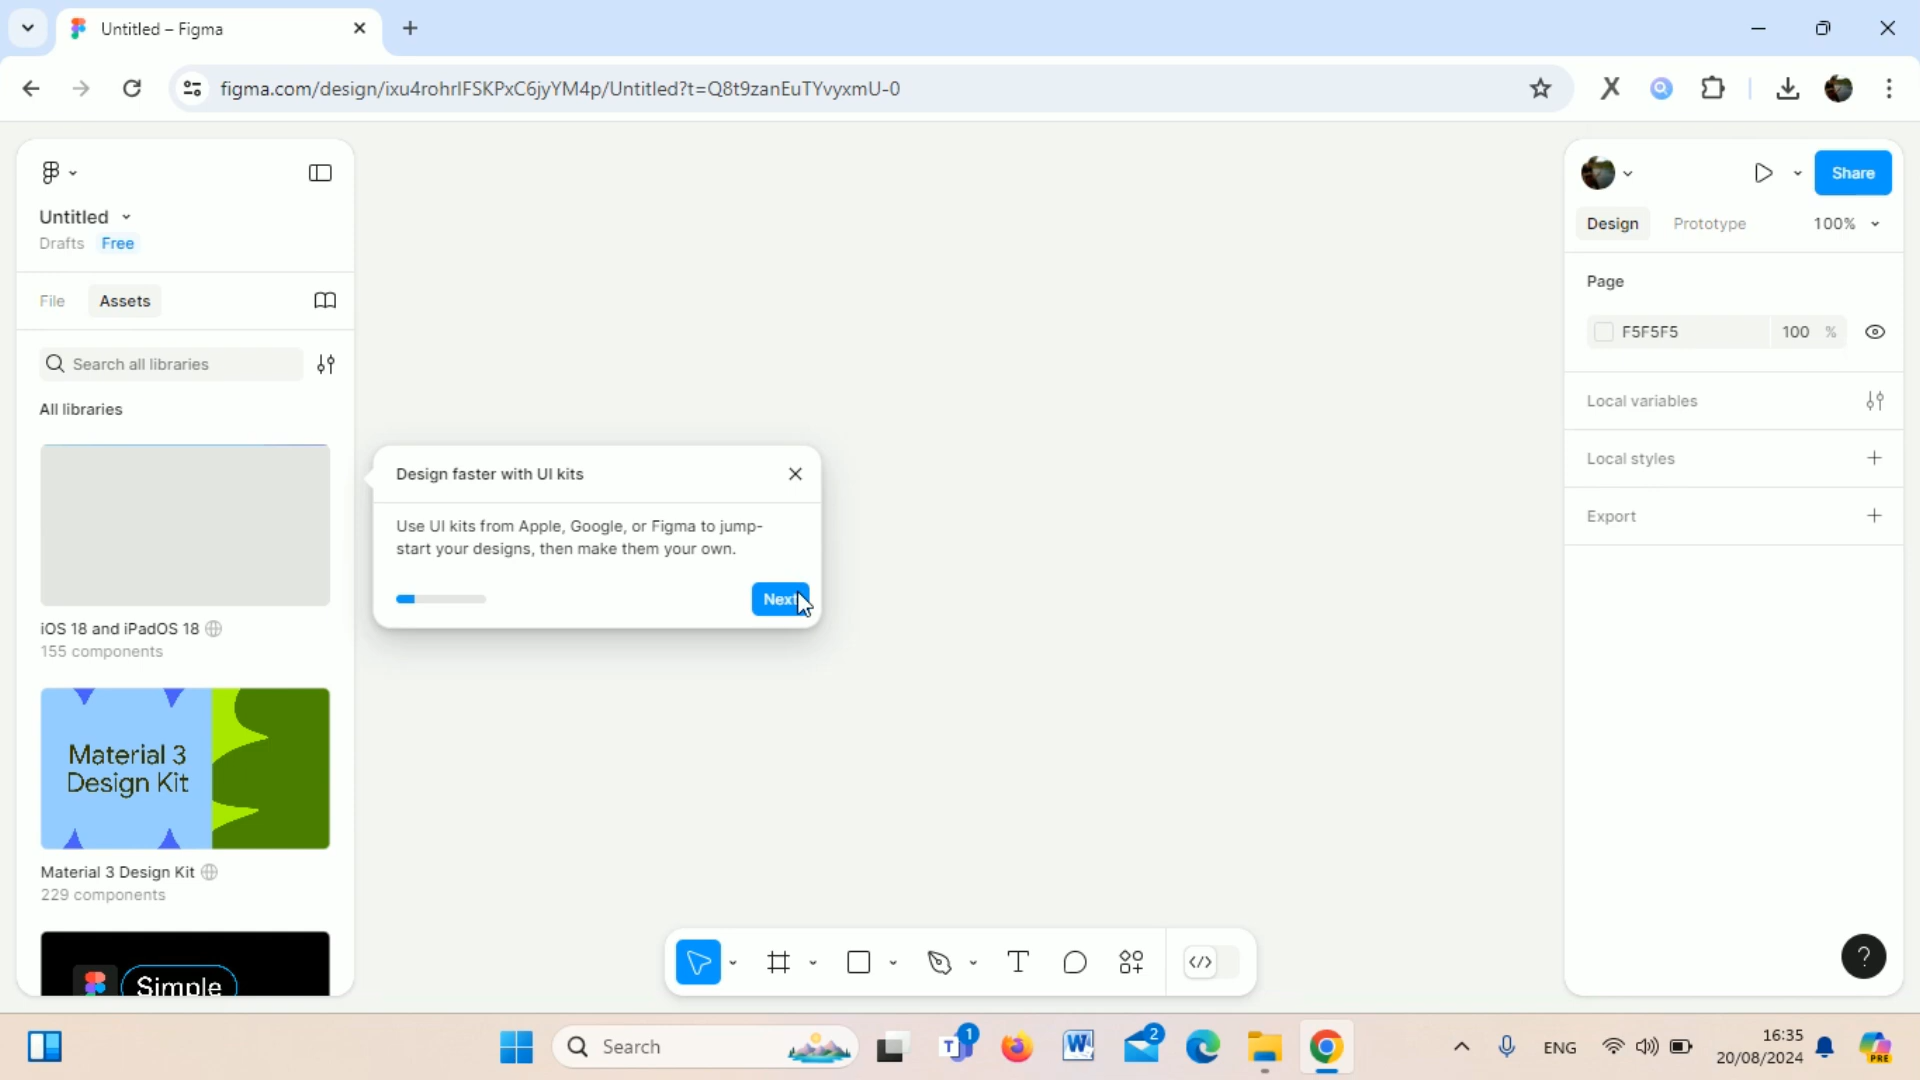 Untitled – Figma
figma.com/design/ixu4rohrlFSKPxC6jyYM4p/Untitled?t=Q8t9zanEuTYvyxmU-0
Untitled
Drafts Free
File Assets
Search all libraries
All libraries
iOS 18 and iPadOS 18
155 components
Material 3
Design Kit
Material 3 Design Kit
229 components
Simple
Design faster with UI kits
Use UI kits from Apple, Google, or Figma to jump-
start your designs, then make them your own.
Next
Share
Design Prototype 100%
Page
F5F5F5 100 %
Local variables
Local styles
Export
?
Search
1
2
ENG
16:35
20/08/2024
PRE